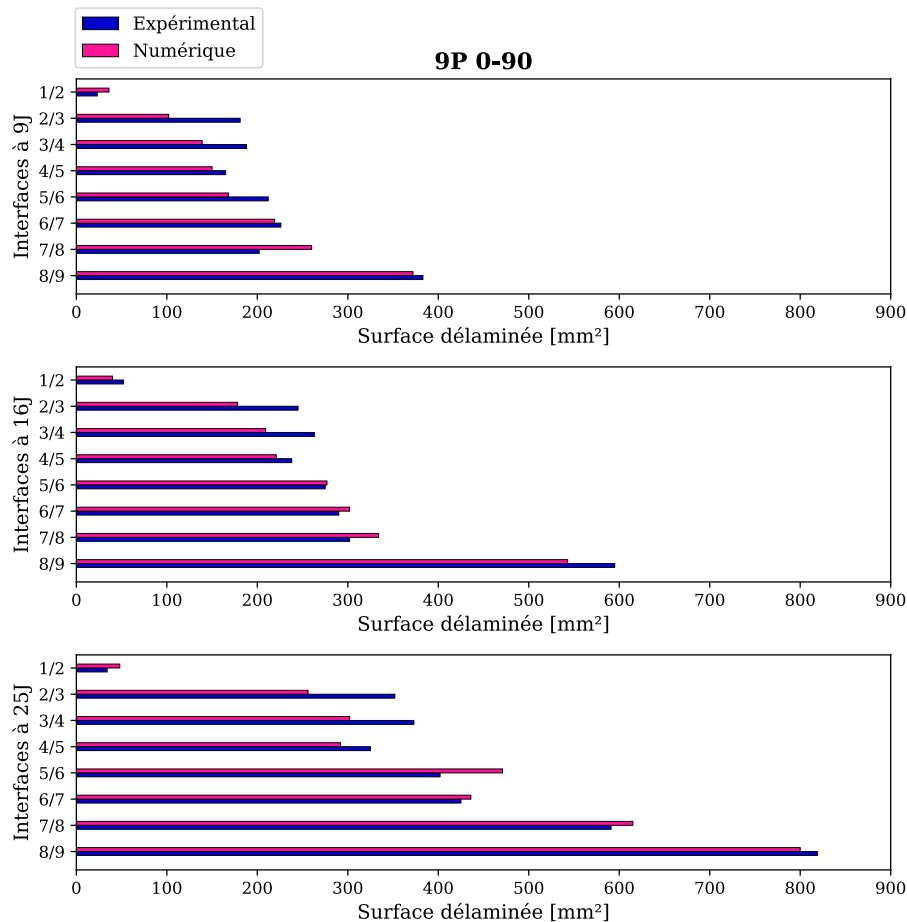 Expérimental
Numérique
9P 0-90
Interfaces à 9J
1/2
2/3
3/4
4/5
5/6
6/7
7/8
8/9
0 100 200 300 400 500 600 700 800 900
Surface délaminée [mm²]
Interfaces à 16J
1/2
2/3
3/4
4/5
5/6
6/7
7/8
8/9
0 100 200 300 400 500 600 700 800 900
Surface délaminée [mm²]
Interfaces à 25J
1/2
2/3
3/4
4/5
5/6
6/7
7/8
8/9
0 100 200 300 400 500 600 700 800 900
Surface délaminée [mm²]